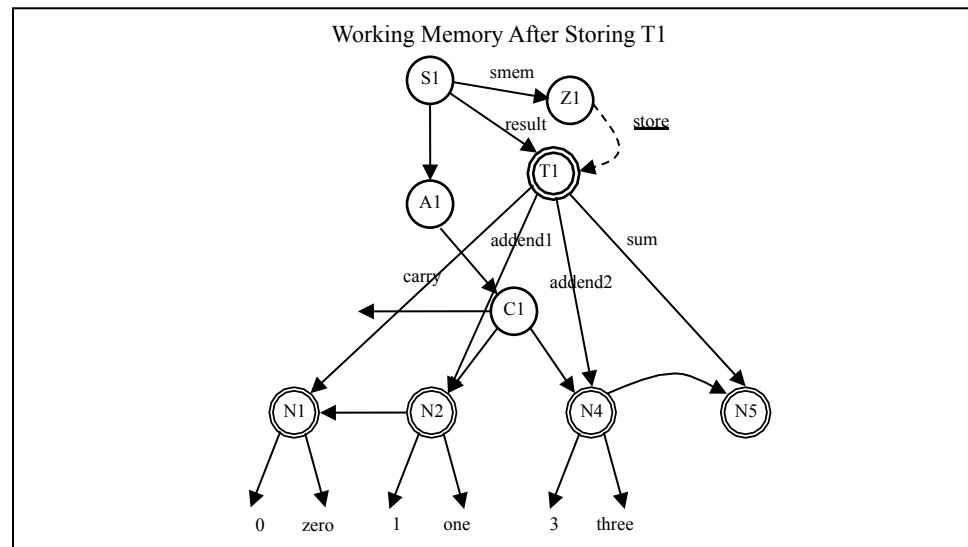 Working Memory After Storing T1
S1
smem
Z1
result
store
T1
A1
addend1
sum
carry
addend2
C1
N1
N2
N4
N5
0
zero
1
one
3
three